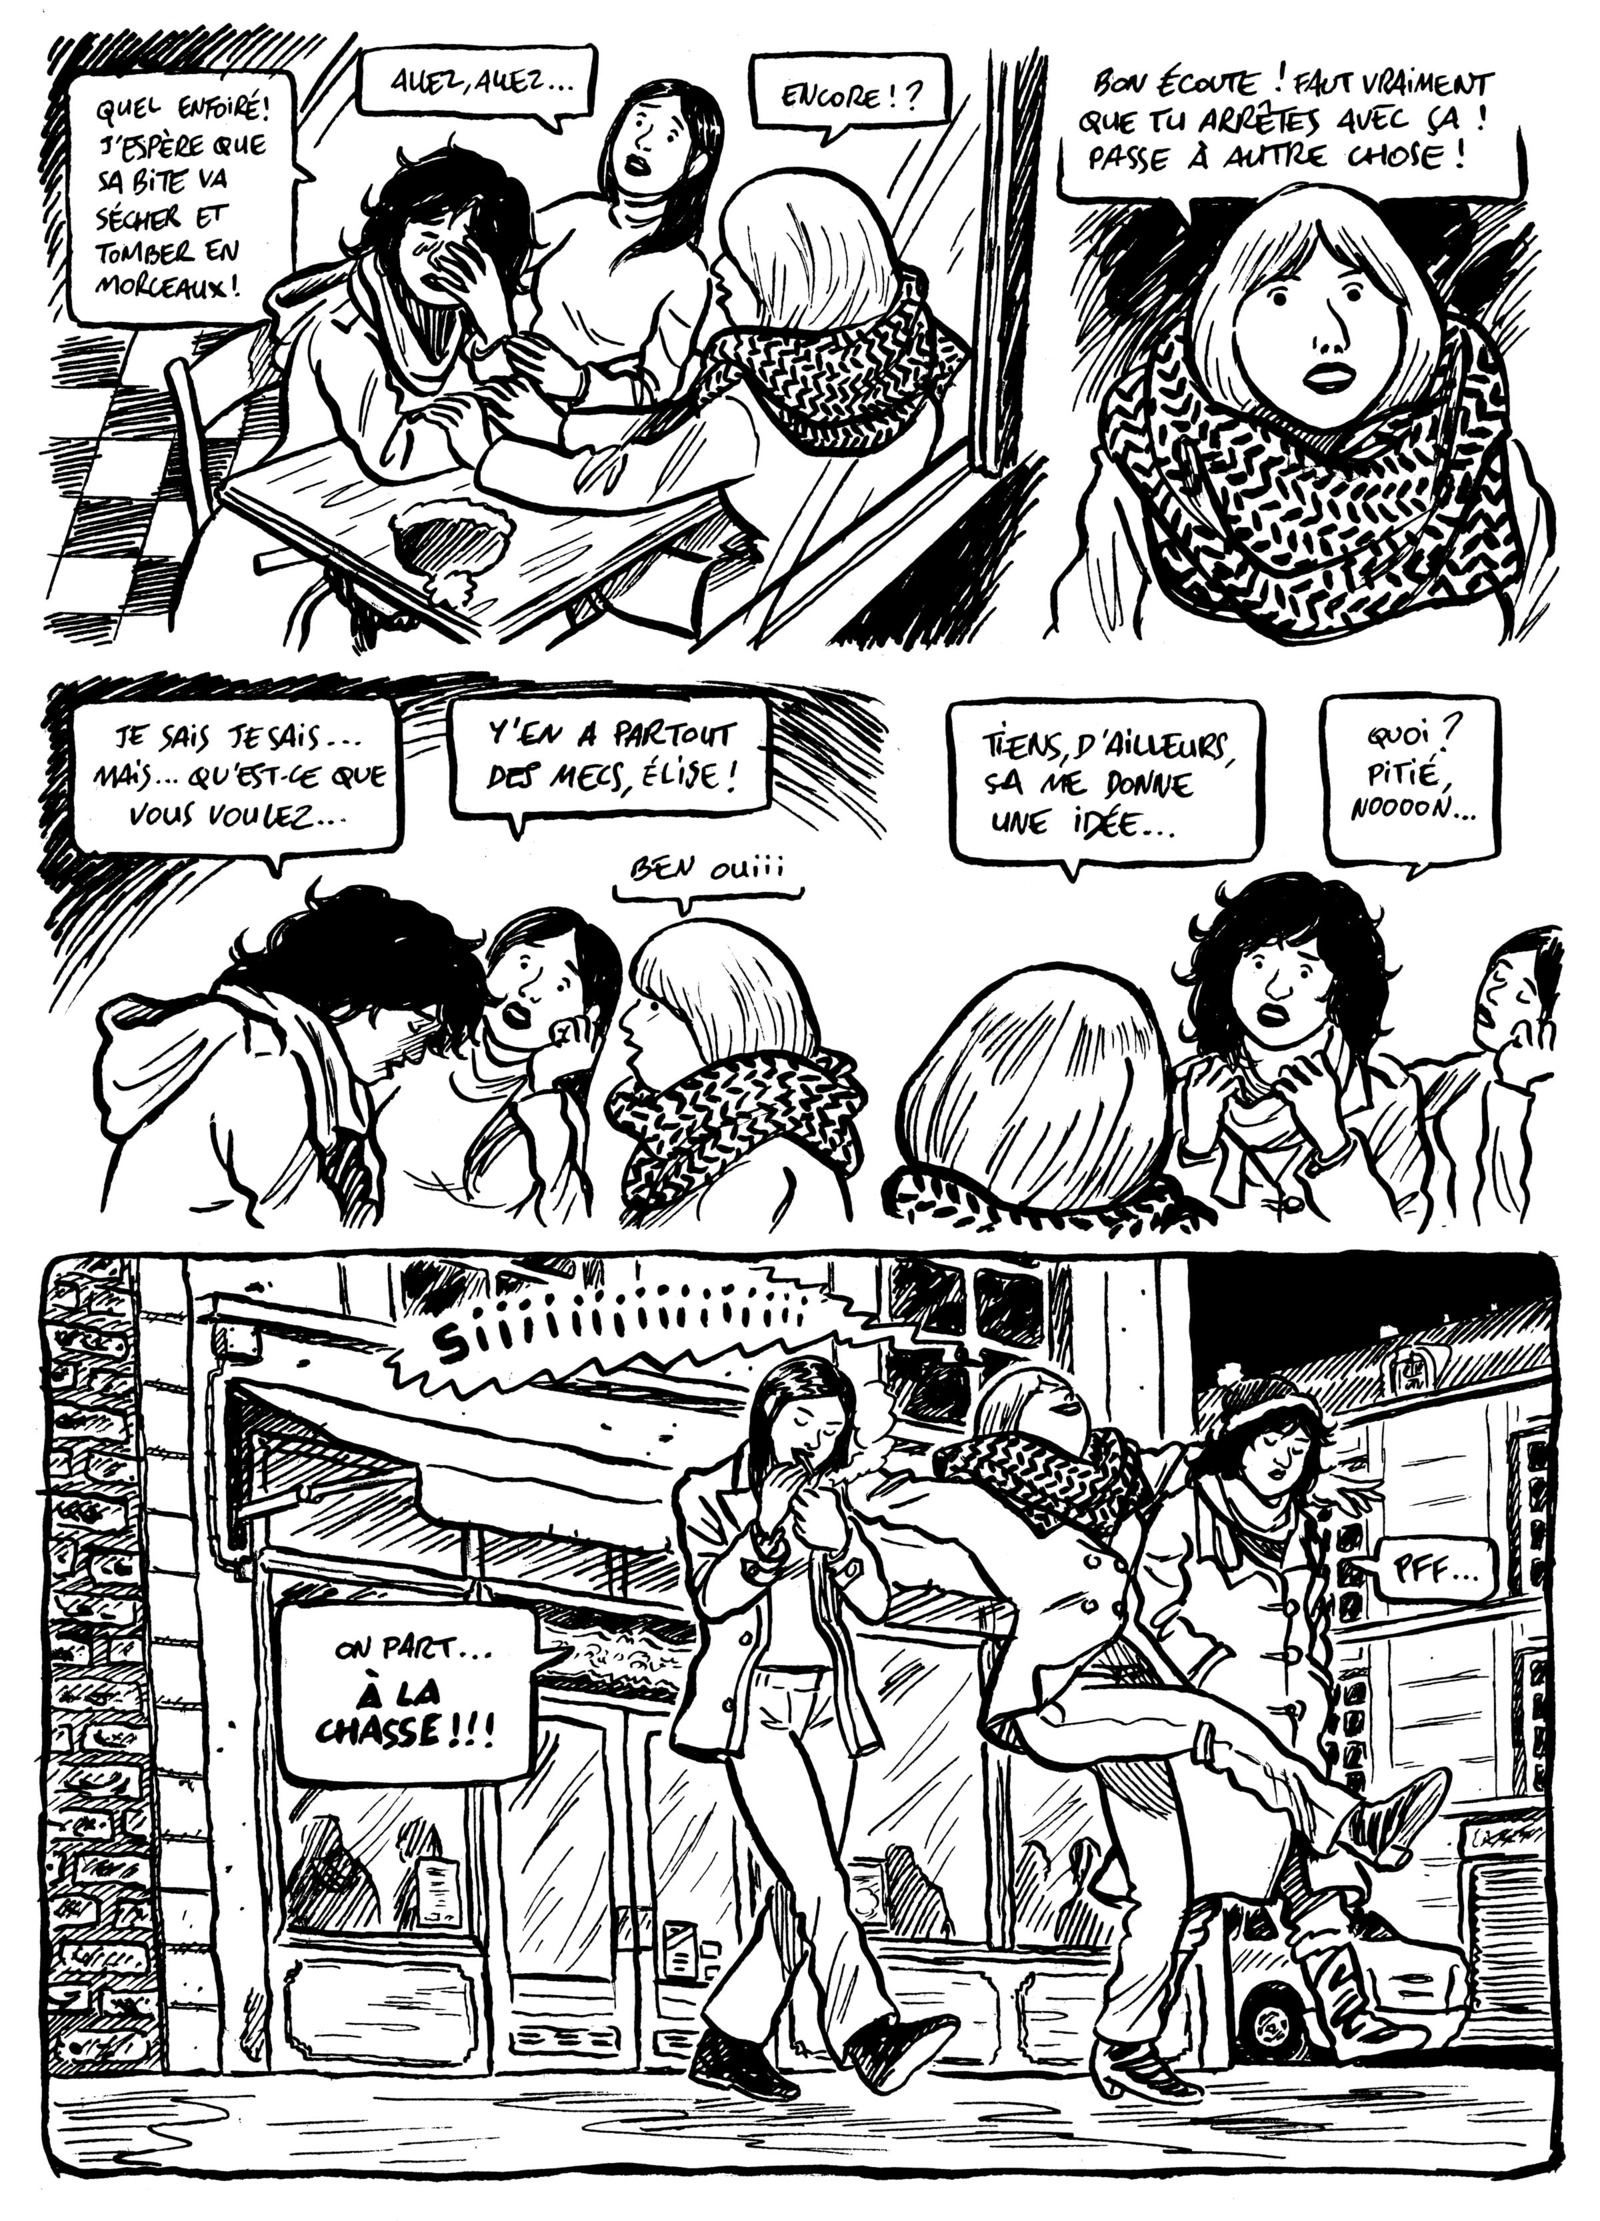 QUEL ENFOIRÉ!
J'ESPÈRE QUE
SA BITE VA
SÉCHER ET
TOMBER EN
MORCEAUX!
ALLEZ, ALLEZ...
ENCORE!?
BON ÉCOUTE! FAUT VRAIMENT
QUE TU ARRÊTES AVEC ÇA!
PASSE À AUTRE CHOSE!
JE SAIS JE SAIS...
MAIS... QU'EST-CE QUE
VOUS VOULEZ...
Y'EN A PARTOUT
DES MECS, ÉLISE!
BEN OUiii
TIENS, D'AILLEURS,
SA ME DONNE
UNE IDÉE...
QUOI?
PITIÉ,
NOOOON...
Siiiiiiiiiiiiiiiii
PFF...
ON PART...
À LA
CHASSE!!!